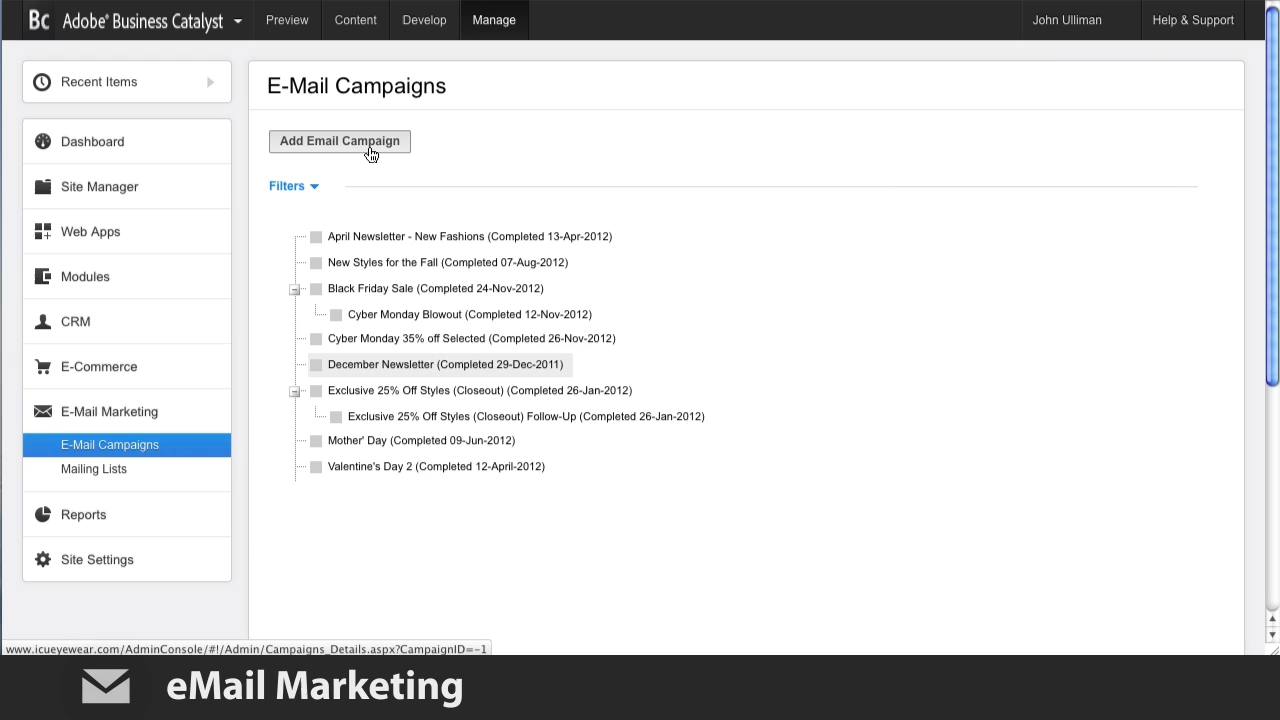 Bc Adobe® Business Catalyst Preview Content Develop Manage John Ulliman Help & Support
Recent Items
Dashboard
Site Manager
Web Apps
Modules
CRM
E-Commerce
E-Mail Marketing
E-Mail Campaigns
Mailing Lists
Reports
Site Settings
E-Mail Campaigns
Add Email Campaign
Filters
April Newsletter - New Fashions (Completed 13-Apr-2012)
New Styles for the Fall (Completed 07-Aug-2012)
Black Friday Sale (Completed 24-Nov-2012)
Cyber Monday Blowout (Completed 12-Nov-2012)
Cyber Monday 35% off Selected (Completed 26-Nov-2012)
December Newsletter (Completed 29-Dec-2011)
Exclusive 25% Off Styles (Closeout) (Completed 26-Jan-2012)
Exclusive 25% Off Styles (Closeout) Follow-Up (Completed 26-Jan-2012)
Mother' Day (Completed 09-Jun-2012)
Valentine's Day 2 (Completed 12-April-2012)
www.icueyewear.com/AdminConsole/#!/Admin/Campaigns_Details.aspx?CampaignID=-1
eMail Marketing